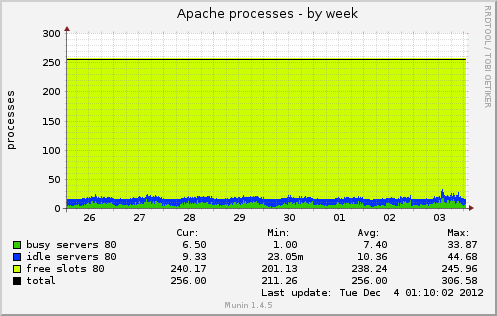 Apache processes - by week
RRDTOOL / TOBI OETIKER
processes
300
250
200
150
100
50
0
26 27 28 29 30 01 02 03
Cur: Min: Avg: Max:
busy servers 80 6.50 1.00 7.40 33.87
idle servers 80 9.33 23.05m 10.36 44.68
free slots 80 240.17 201.13 238.24 245.96
total 256.00 211.26 256.00 306.58
Last update: Tue Dec 4 01:10:02 2012
Munin 1.4.5